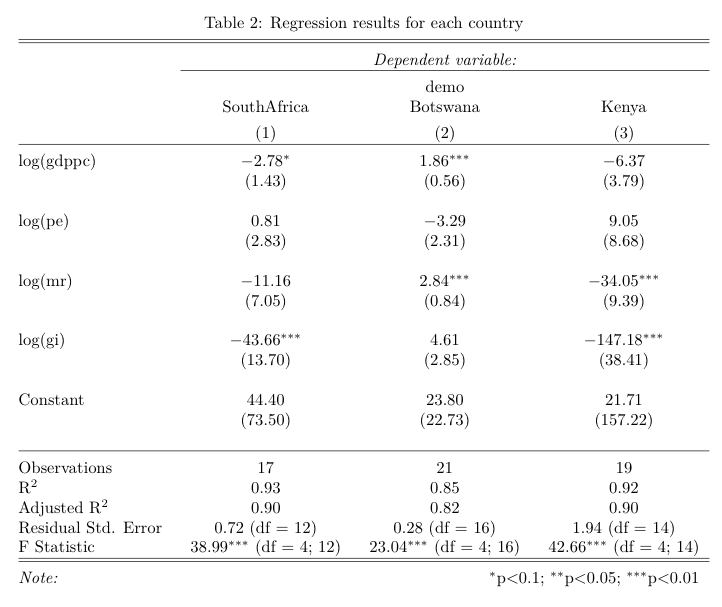 Table 2: Regression results for each country
Dependent variable:
demo
SouthAfrica Botswana Kenya
(1) (2) (3)
log(gdppc) −2.78* 1.86*** −6.37
(1.43) (0.56) (3.79)
log(pe) 0.81 −3.29 9.05
(2.83) (2.31) (8.68)
log(mr) −11.16 2.84*** −34.05***
(7.05) (0.84) (9.39)
log(gi) −43.66*** 4.61 −147.18***
(13.70) (2.85) (38.41)
Constant 44.40 23.80 21.71
(73.50) (22.73) (157.22)
Observations 17 21 19
R² 0.93 0.85 0.92
Adjusted R² 0.90 0.82 0.90
Residual Std. Error 0.72 (df = 12) 0.28 (df = 16) 1.94 (df = 14)
F Statistic 38.99*** (df = 4; 12) 23.04*** (df = 4; 16) 42.66*** (df = 4; 14)
Note: *p<0.1; **p<0.05; ***p<0.01